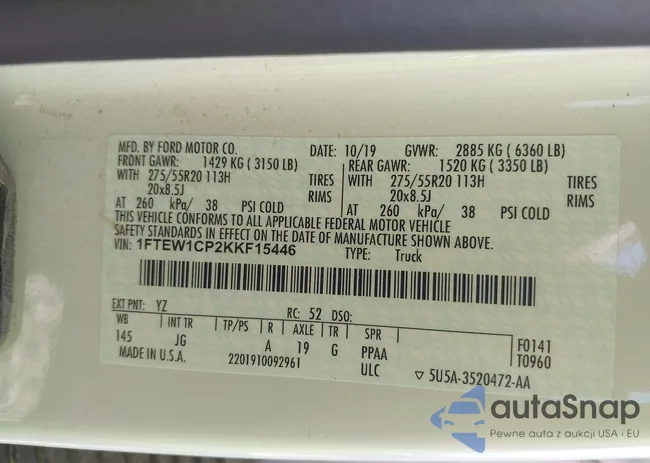 MFD. BY FORD MOTOR CO. DATE: 10/19 GVWR: 2885 KG ( 6360 LB)
FRONT GAWR: 1429 KG ( 3150 LB) REAR GAWR: 1520 KG ( 3350 LB)
WITH 275/55R20 113H TIRES WITH 275/55R20 113H TIRES
20x8.5J RIMS 20x8.5J RIMS
AT 260 kPa/ 38 PSI COLD AT 260 kPa/ 38 PSI COLD
THIS VEHICLE CONFORMS TO ALL APPLICABLE FEDERAL MOTOR VEHICLE
SAFETY STANDARDS IN EFFECT ON THE DATE OF MANUFACTURE SHOWN ABOVE.
VIN: 1FTEW1CP2KKF15446 TYPE: Truck
EXT PNT: YZ RC: 52 DSO:
WB INT TR TP/PS R AXLE TR SPR F0141
145 JG A 19 G PPAA T0960
MADE IN U.S.A. 2201910092961 ULC ▽ 5U5A-3520472-AA
autaSnap
Pewne auta z aukcji USA i EU